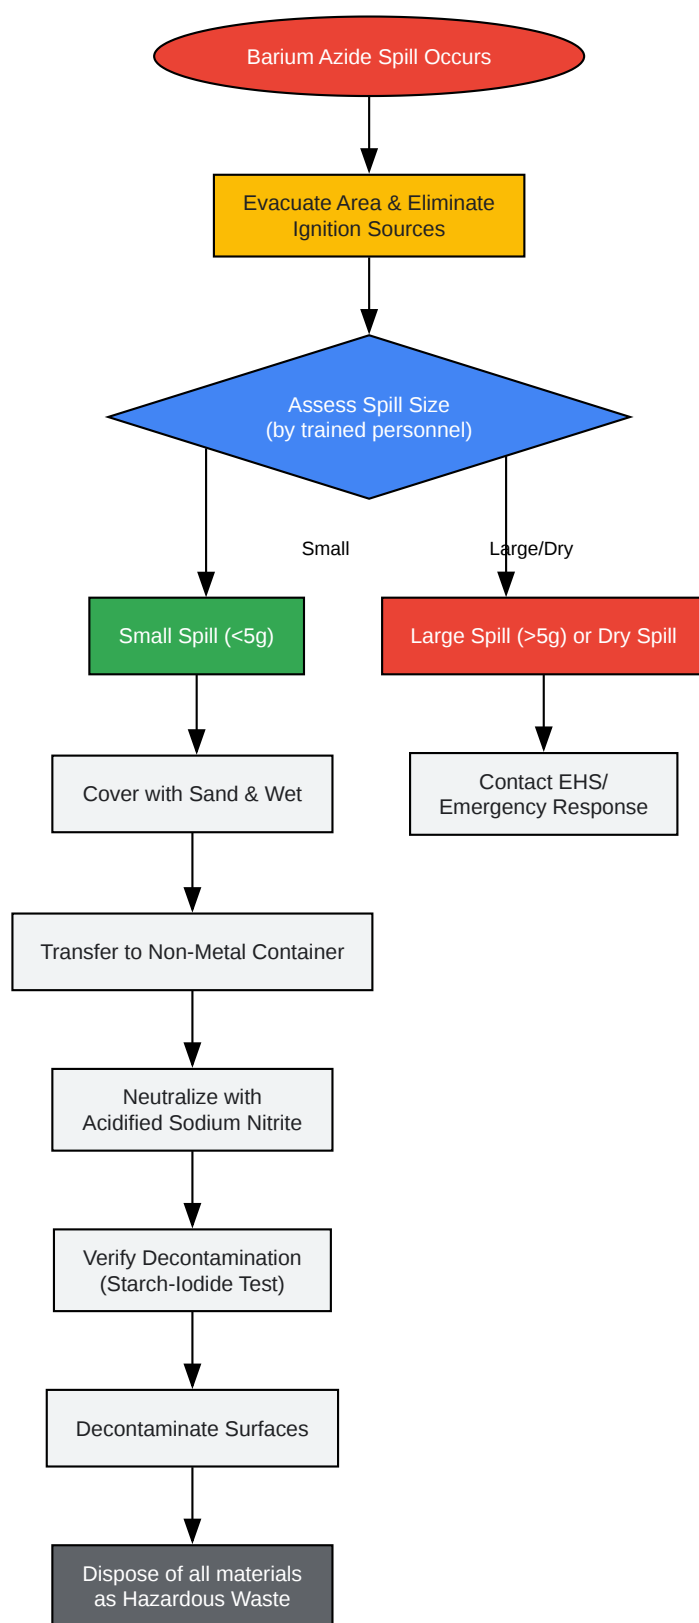 Barium Azide Spill Occurs
Evacuate Area & Eliminate
Ignition Sources
Assess Spill Size
(by trained personnel)
Small
Large/Dry
Small Spill (<5g)
Large Spill (>5g) or Dry Spill
Cover with Sand & Wet
Contact EHS/
Emergency Response
Transfer to Non-Metal Container
Neutralize with
Acidified Sodium Nitrite
Verify Decontamination
(Starch-Iodide Test)
Decontaminate Surfaces
Dispose of all materials
as Hazardous Waste